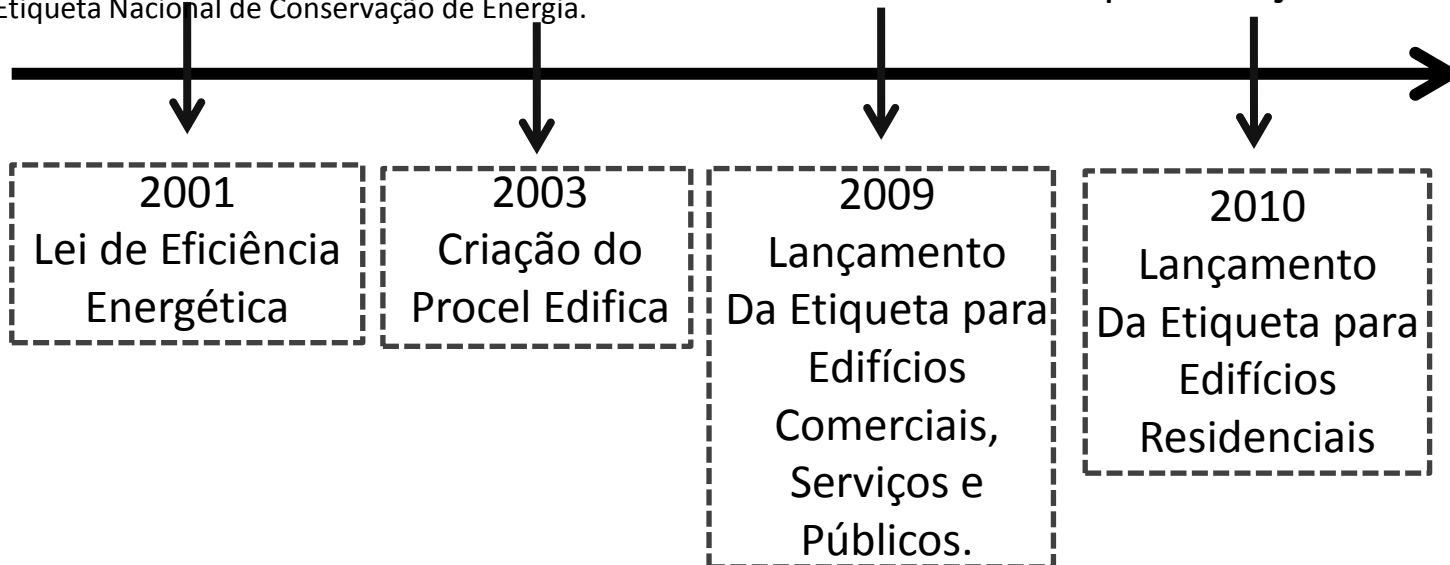 Etiqueta Nacional de Conservação de Energia.
2001
Lei de Eficiência
Energética
2003
Criação do
Procel Edifica
2009
Lançamento
Da Etiqueta para
Edifícios
Comerciais,
Serviços e
Públicos.
2010
Lançamento
Da Etiqueta para
Edifícios
Residenciais